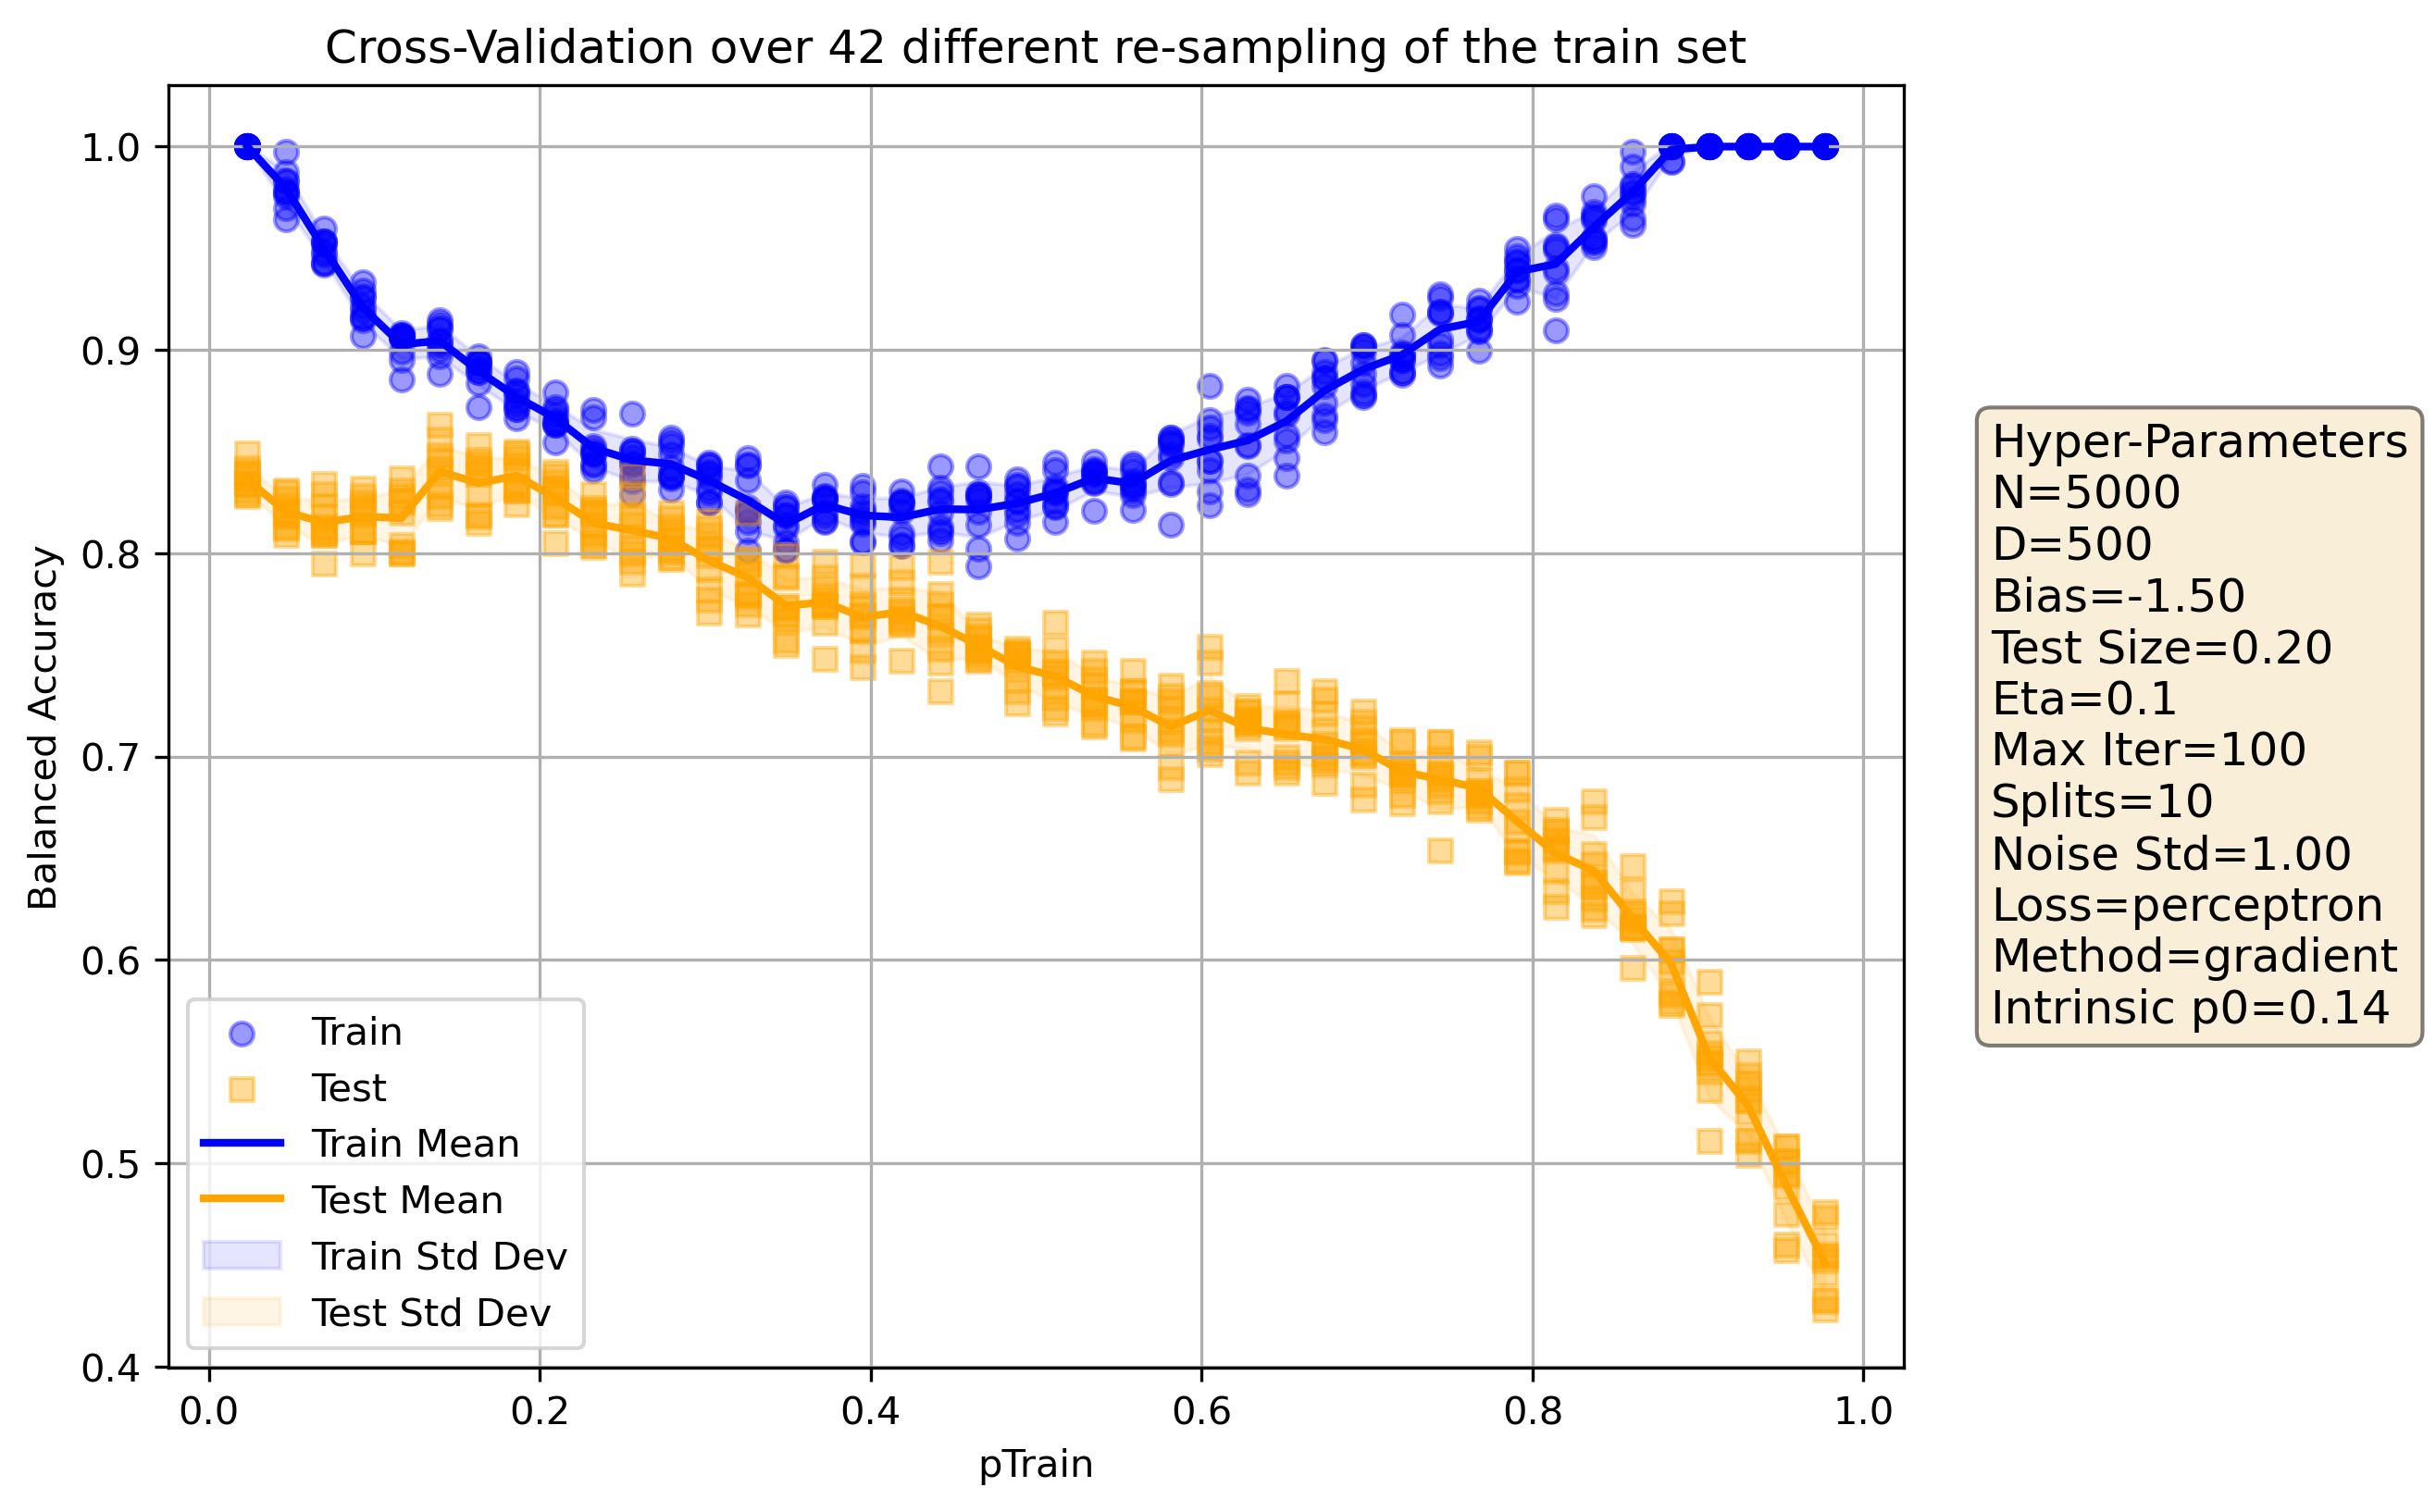 Cross-Validation over 42 different re-sampling of the train set
1.0
0.9
0.8
0.7
0.6
0.5
0.4
Balanced Accuracy
0.0 0.2 0.4 0.6 0.8 1.0
pTrain
Train
Test
Train Mean
Test Mean
Train Std Dev
Test Std Dev
Hyper-Parameters
N=5000
D=500
Bias=-1.50
Test Size=0.20
Eta=0.1
Max Iter=100
Splits=10
Noise Std=1.00
Loss=perceptron
Method=gradient
Intrinsic p0=0.14